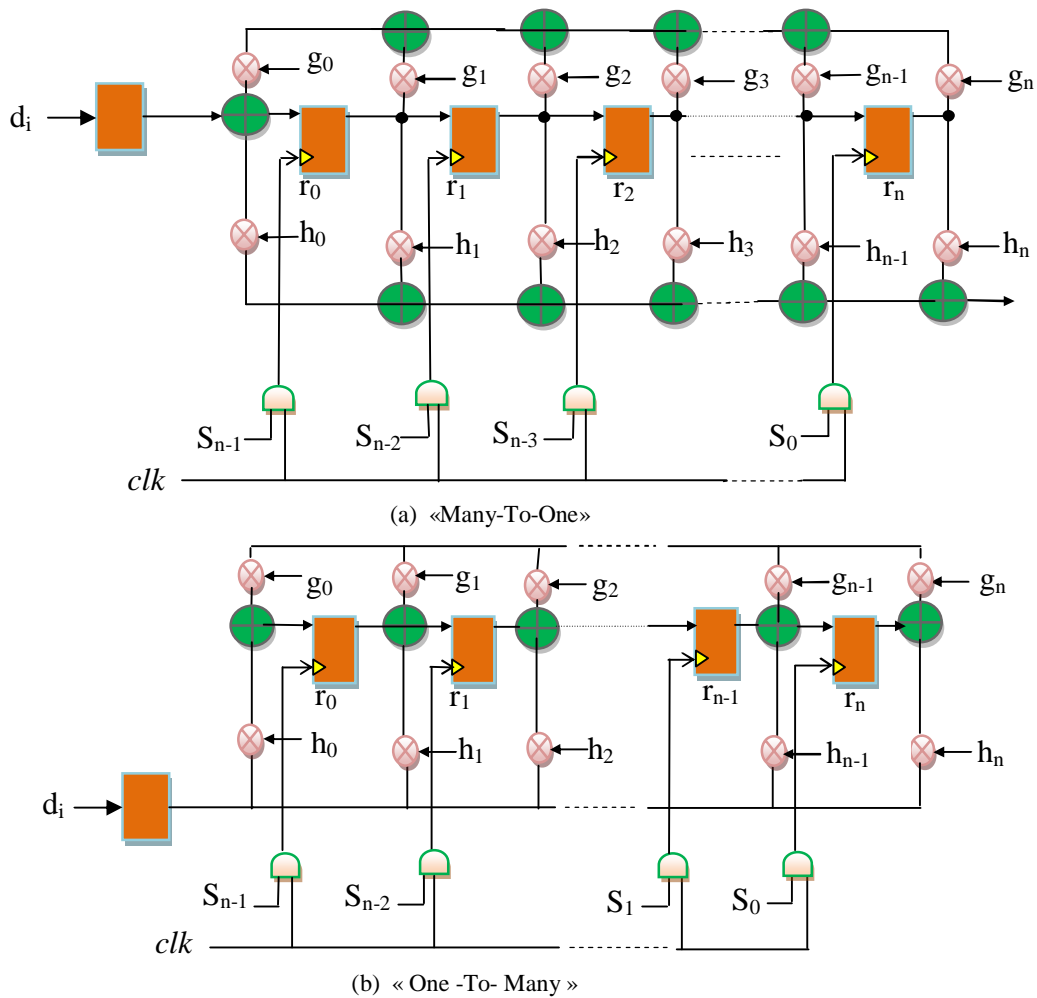 g₀ g₁ g₂ g₃ gₙ₋₁ gₙ
dᵢ
r₀ r₁ r₂ rₙ
h₀ h₁ h₂ h₃ hₙ₋₁ hₙ
Sₙ₋₁ Sₙ₋₂ Sₙ₋₃ S₀
clk
(a) «Many-To-One»
g₀ g₁ g₂ gₙ₋₁ gₙ
r₀ r₁ rₙ₋₁ rₙ
h₀ h₁ h₂ hₙ₋₁ hₙ
dᵢ
Sₙ₋₁ Sₙ₋₂ S₁ S₀
clk
(b) « One -To- Many »